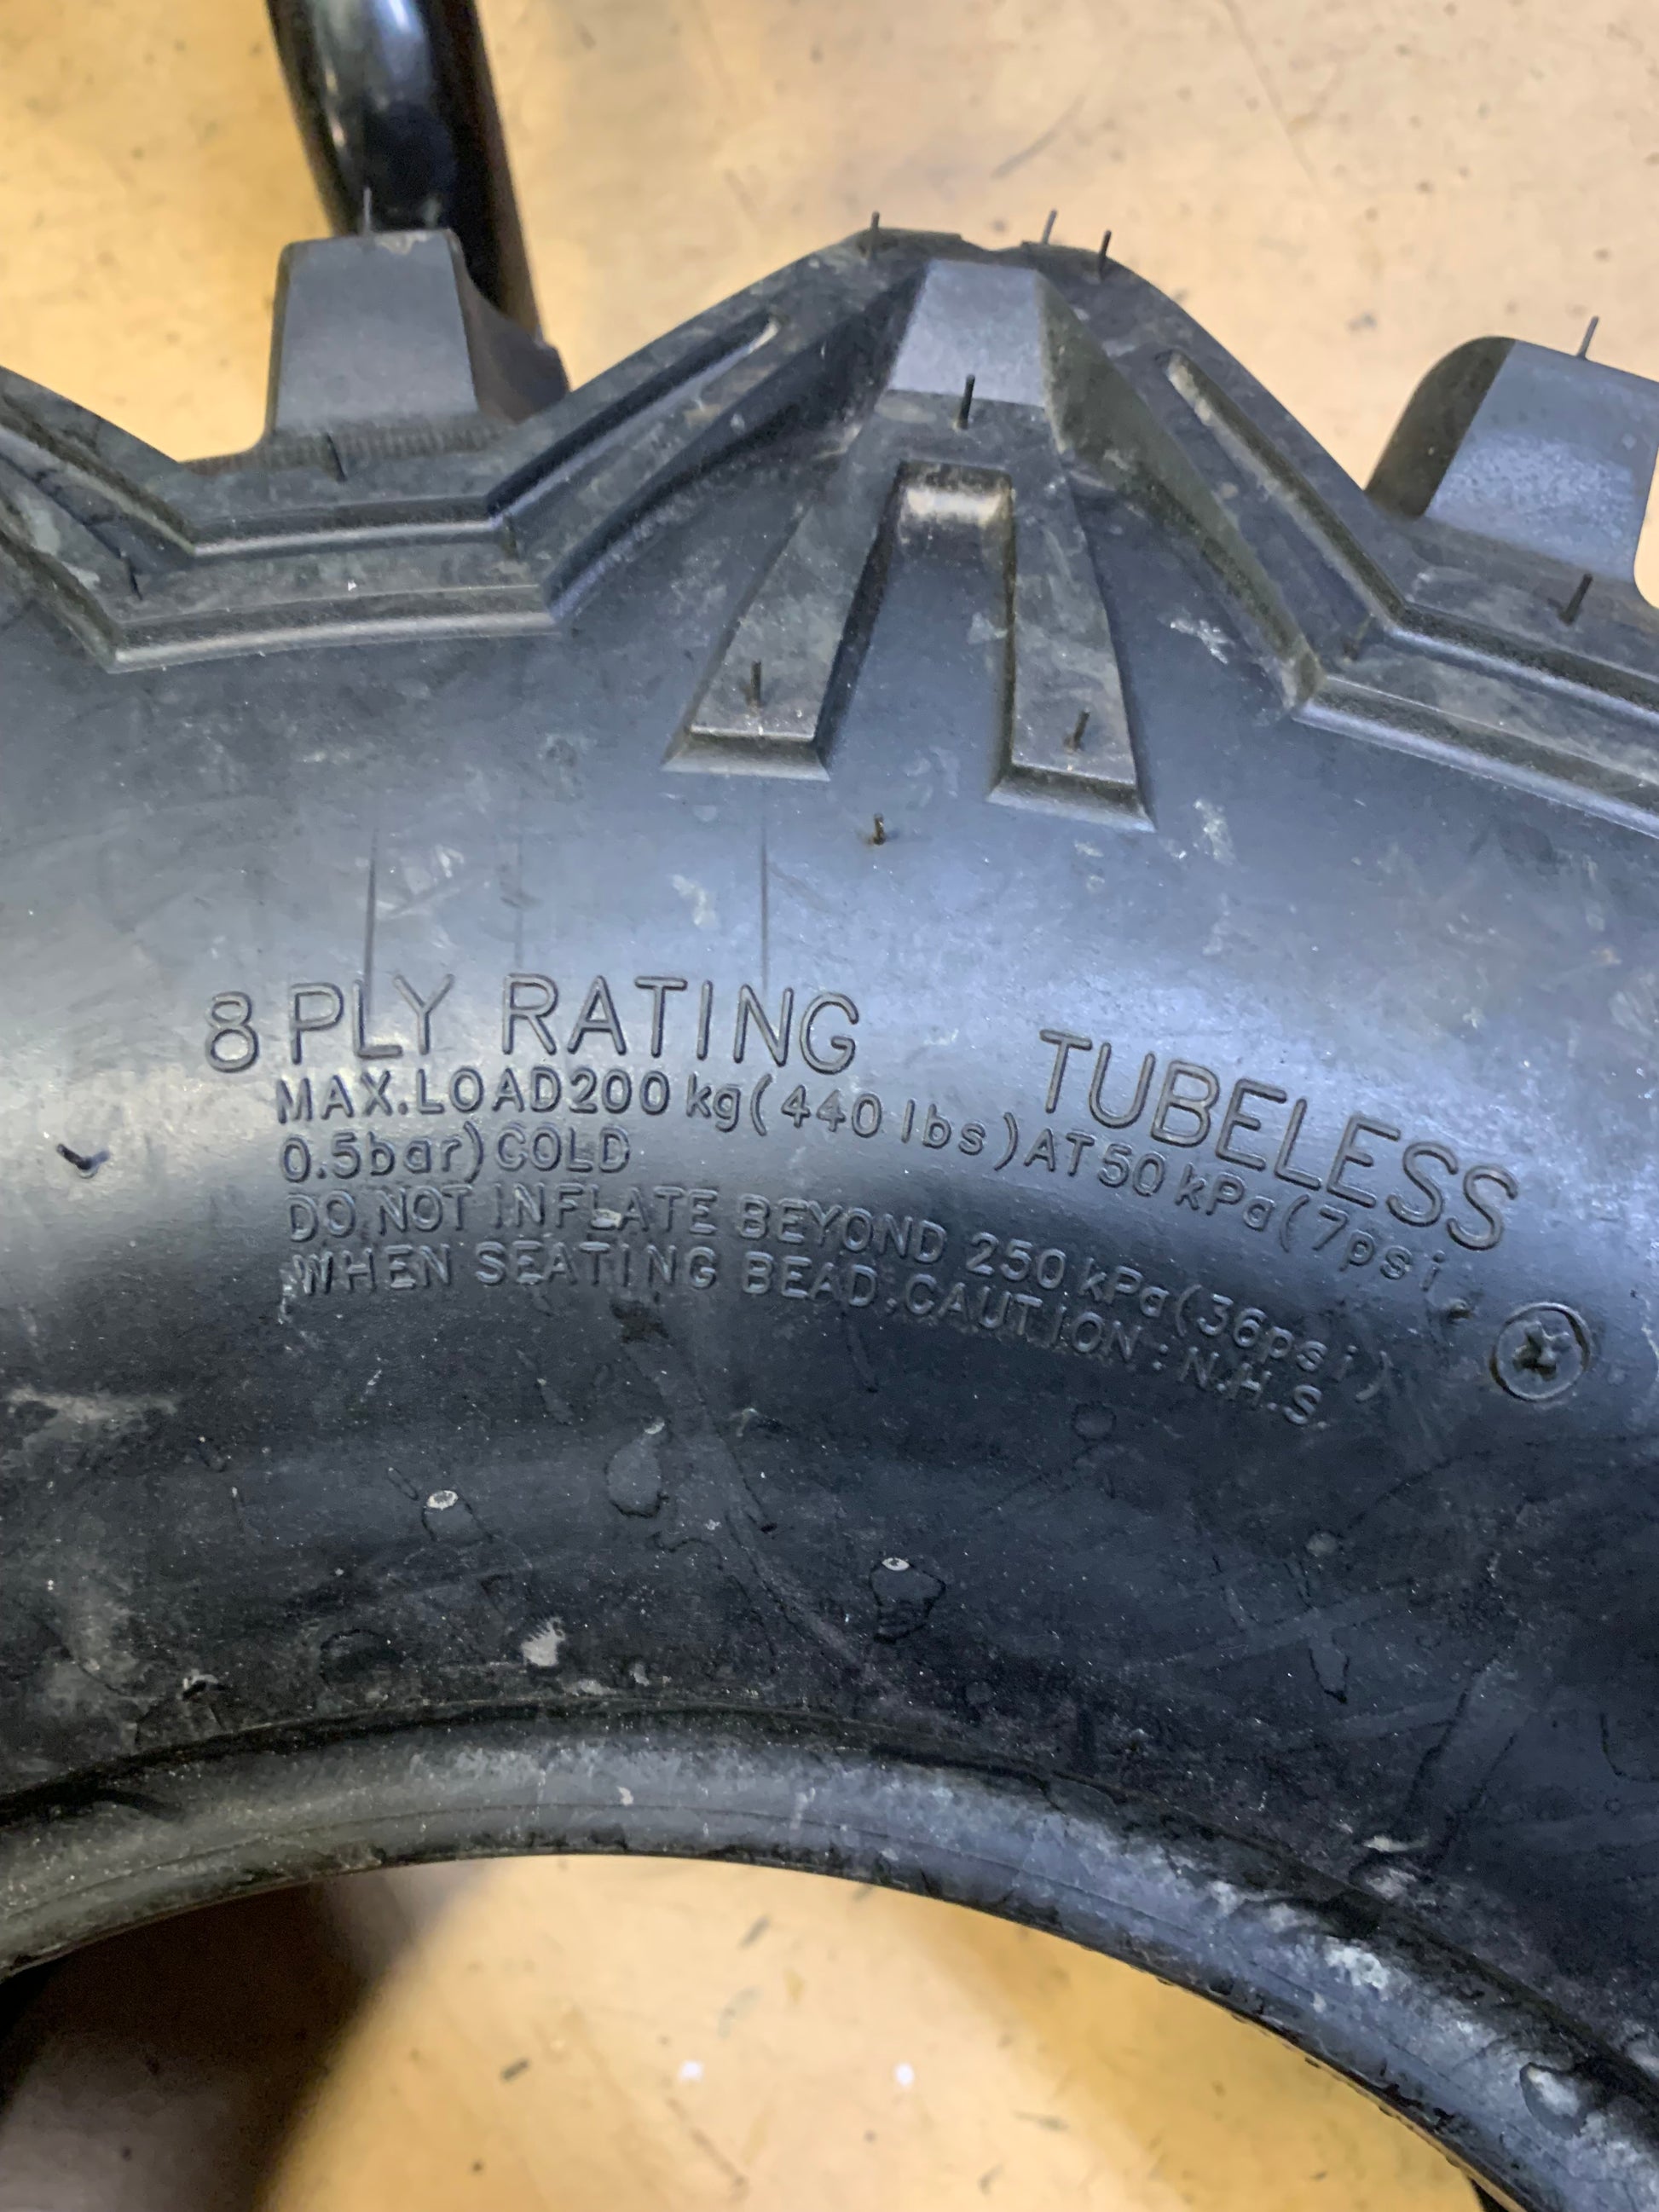 8 PLY RATING TUBELESS
MAX.LOAD200 kg(440 lbs)AT50 kPa(7psi
0.5bar)COLD
DO NOT INFLATE BEYOND 250 kPa(36psi)
WHEN SEATING BEAD.CAUTION : N.H.S.